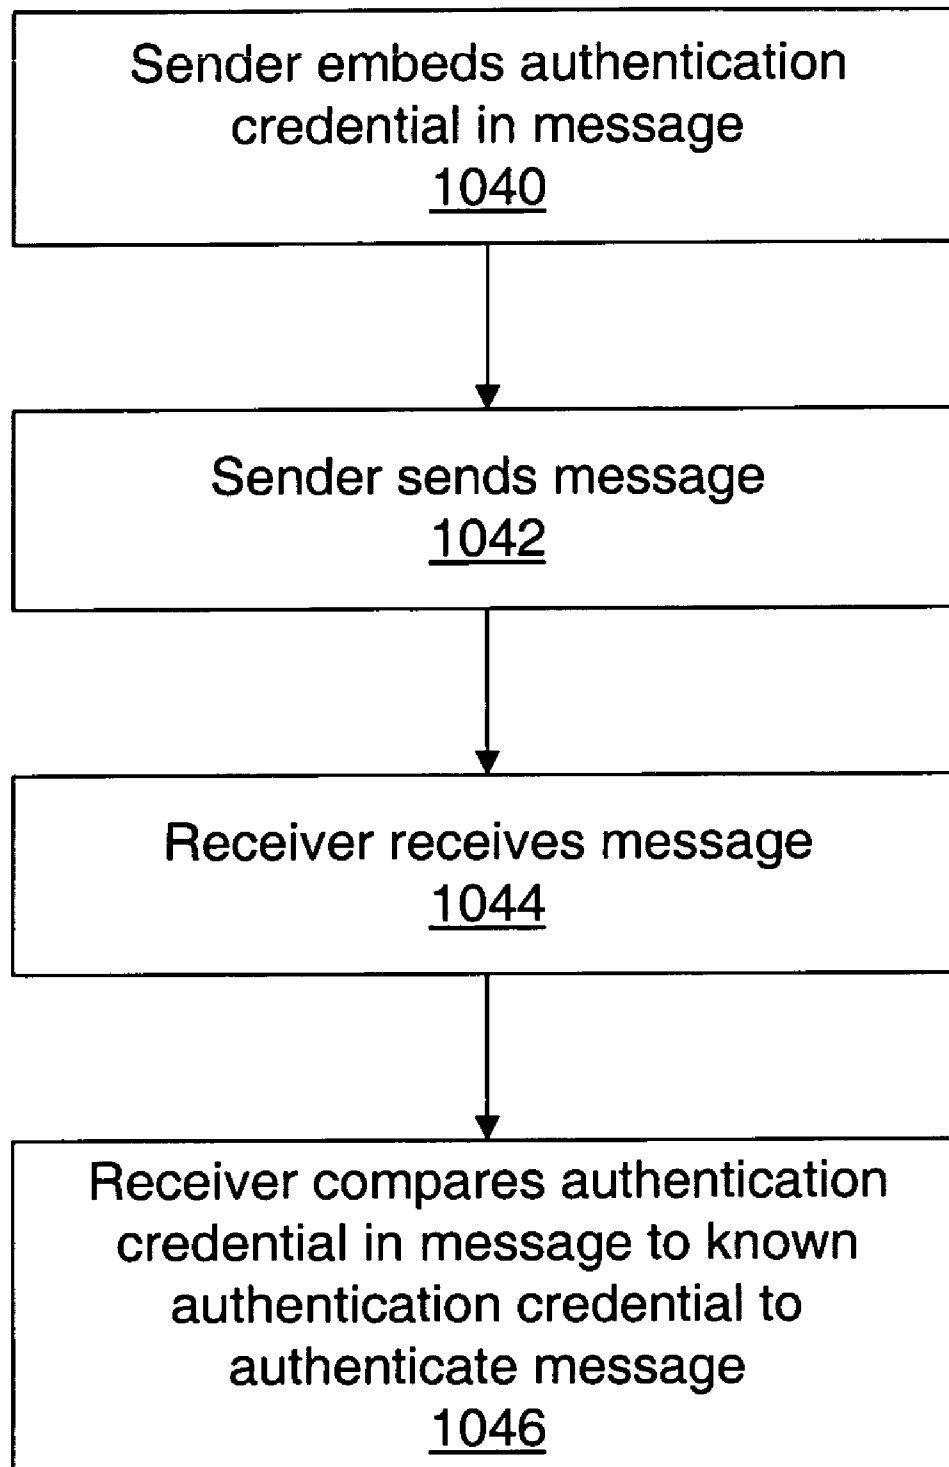 Sender embeds authentication
credential in message
1040
Sender sends message
1042
Receiver receives message
1044
Receiver compares authentication
credential in message to known
authentication credential to
authenticate message
1046